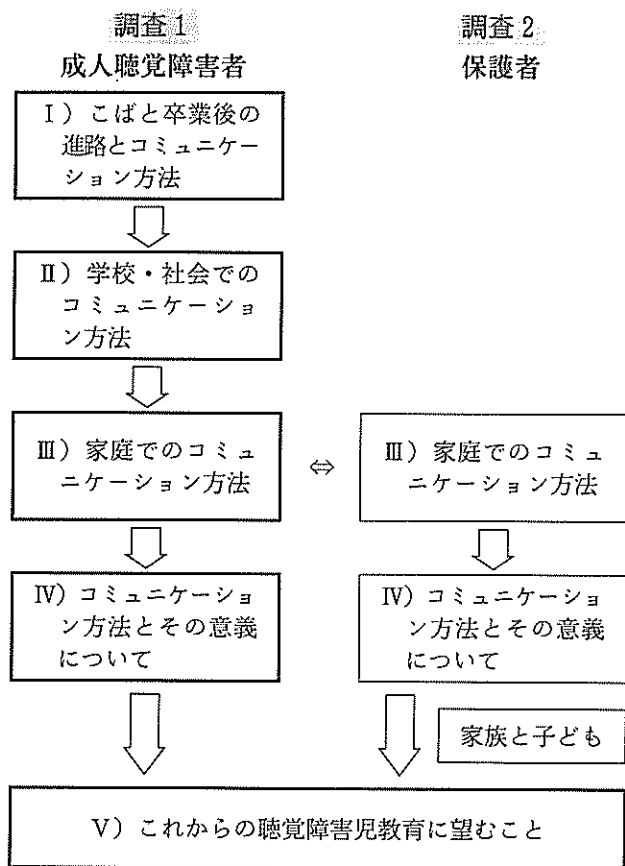 調査1
成人聴覚障害者
Ⅰ)こばと卒業後の
進路とコミュニケー
ション方法
Ⅱ)学校・社会での
コミュニケーショ
ン方法
Ⅲ)家庭でのコミュ
ニケーション方法
Ⅳ)コミュニケーショ
ン方法とその意義
について
調査2
保護者
⇔
Ⅲ)家庭でのコミュ
ニケーション方法
Ⅳ)コミュニケーショ
ン方法とその意義
について
家族と子ども
Ⅴ)これからの聴覚障害児教育に望むこと